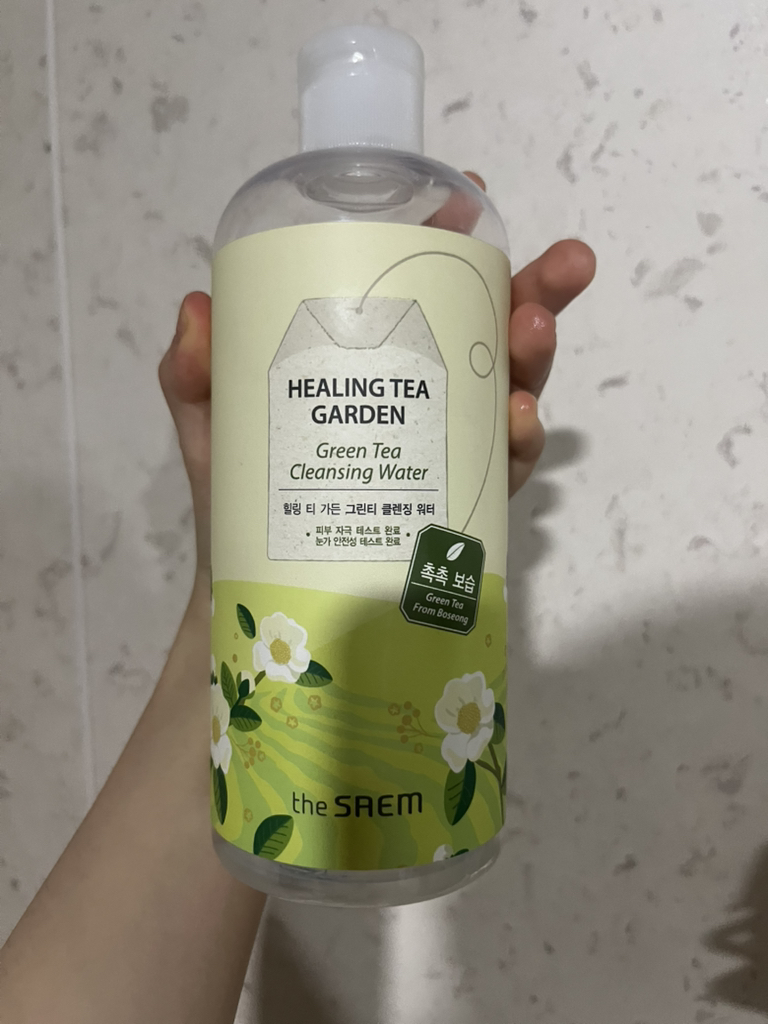 HEALING TEA
GARDEN
Green Tea
Cleansing Water
힐링 티 가든 그린티 클렌징 워터
• 피부 자극 테스트 완료 •
눈가 안전성 테스트 완료
촉촉 보습
Green Tea
From Boseong
the SAEM